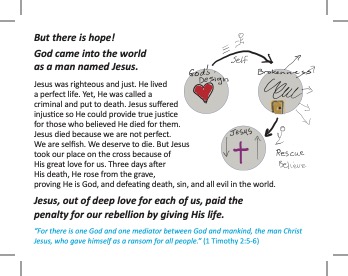 But there is hope!
God came into the world
as a man named Jesus.
Jesus was righteous and just. He lived
a perfect life. Yet, He was called a
criminal and put to death. Jesus suffered
injustice so He could provide true justice
for those who believed He died for them.
Jesus died because we are not perfect.
We are selfish. We deserve to die. But Jesus
took our place on the cross because of
His great love for us. Three days after
His death, He rose from the grave,
proving He is God, and defeating death, sin, and all evil in the world.
Jesus, out of deep love for each of us, paid the
penalty for our rebellion by giving His life.
"For there is one God and one mediator between God and mankind, the man Christ
Jesus, who gave himself as a ransom for all people." (1 Timothy 2:5-6)
Self
God's
Design
Brokenness
JESUS
Rescue
Believe